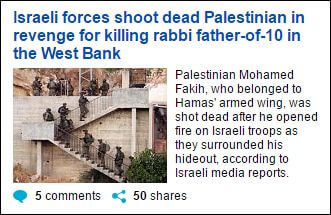 Israeli forces shoot dead Palestinian in
revenge for killing rabbi father-of-10 in
the West Bank
Palestinian Mohamed
Fakih, who belonged to
Hamas' armed wing, was
shot dead after he opened
fire on Israeli troops as
they surrounded his
hideout, according to
Israeli media reports.
5 comments 50 shares